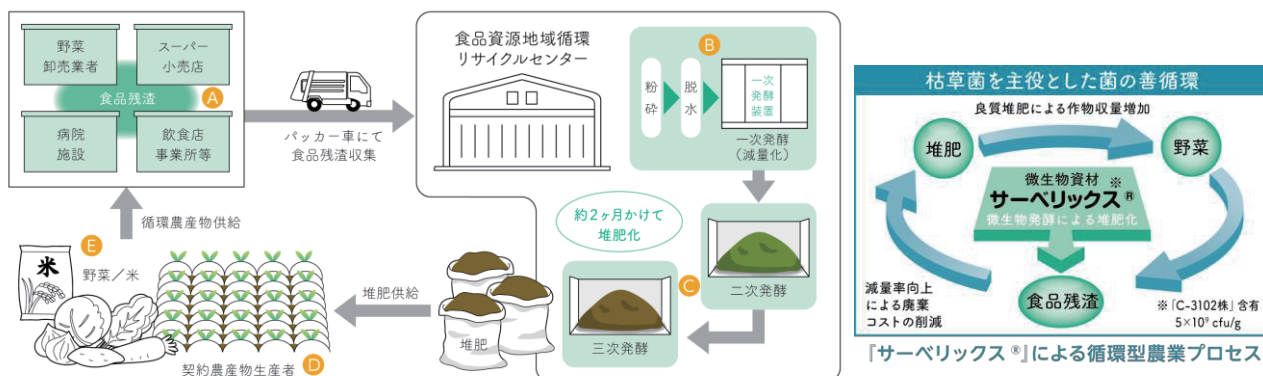 野菜
卸売業者
スーパー
小売店
食品残渣
A
病院
施設
飲食店
事業所等
パッカー車にて
食品残渣収集
食品資源地域循環
リサイクルセンター
B
粉砕
脱水
一次
発酵
装置
一次発酵
(減量化)
約2ヶ月かけて
堆肥化
二次発酵
C
三次発酵
堆肥
堆肥供給
循環農産物供給
E
米
野菜/米
契約農産物生産者
D
枯草菌を主役とした菌の善循環
良質堆肥による作物収量増加
堆肥
野菜
微生物資材 ※
サーベリックス®
微生物発酵による堆肥化
食品残渣
減量率向上
による廃棄
コストの削減
※「C-3102株」含有
5×10⁹ cfu/g
『サーベリックス®』による循環型農業プロセス